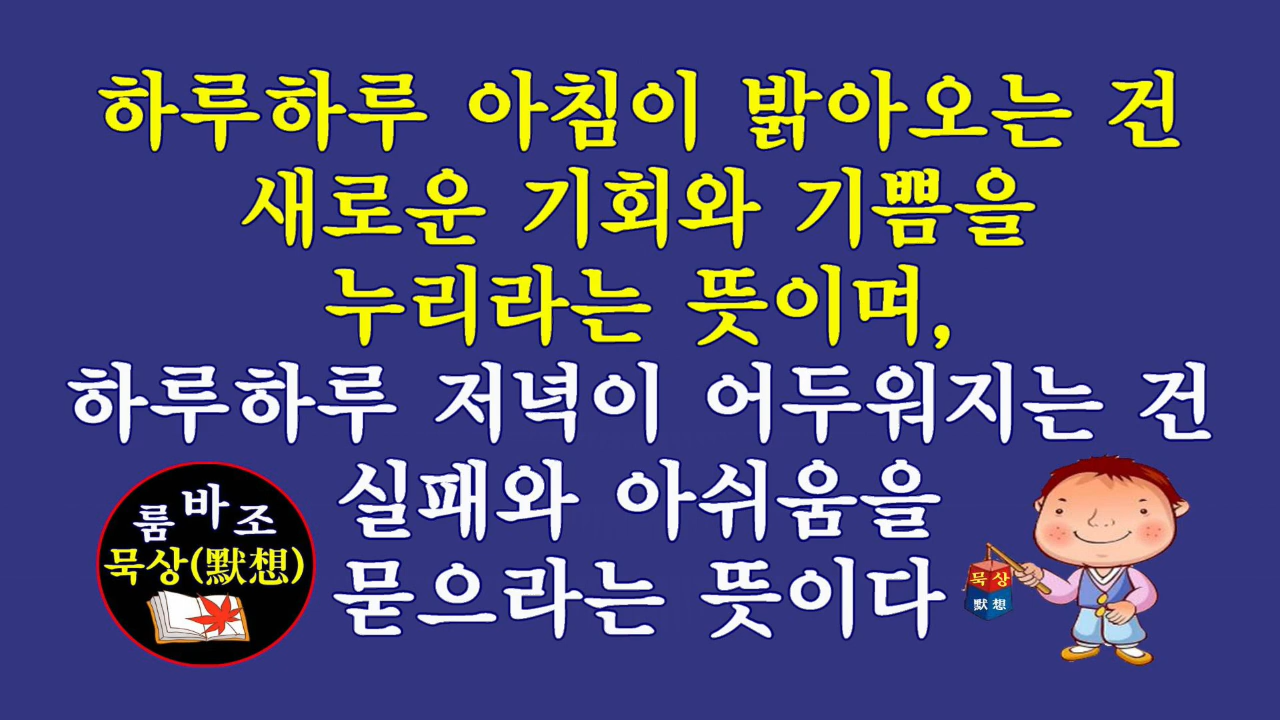 하루하루 아침이 밝아오는 건
새로운 기회와 기쁨을
누리라는 뜻이며,
하루하루 저녁이 어두워지는 건
실패와 아쉬움을
묻으라는 뜻이다
룸바조
묵상(默想)
묵상
默想